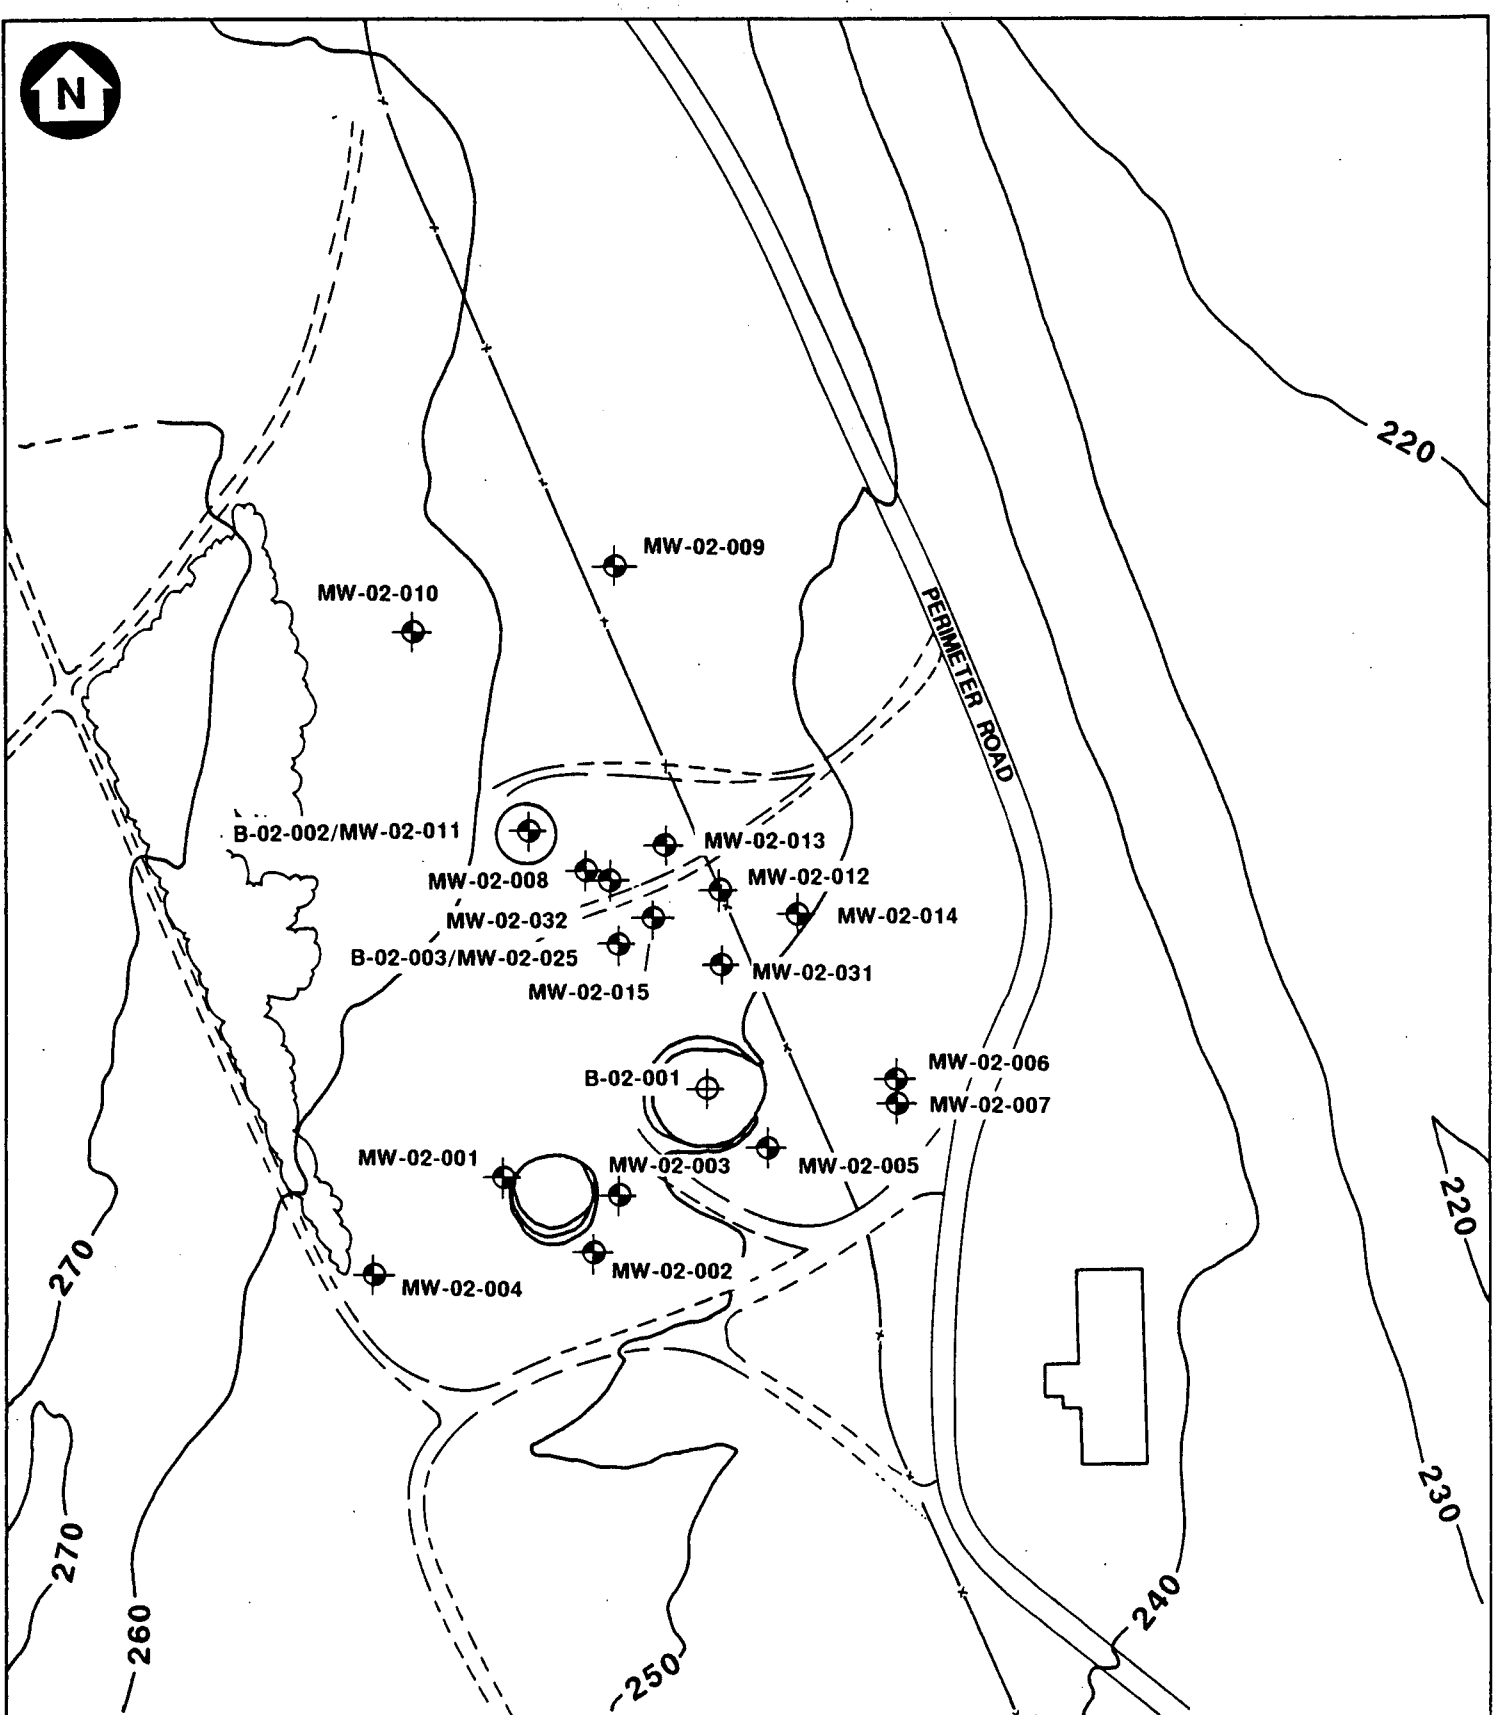 N
220
MW-02-009
MW-02-010
PERIMETER ROAD
B-02-002/MW-02-011
MW-02-013
MW-02-008
MW-02-012
MW-02-032
MW-02-014
B-02-003/MW-02-025
MW-02-031
MW-02-015
MW-02-006
B-02-001
MW-02-007
MW-02-001
MW-02-003
MW-02-005
220
270
MW-02-002
MW-02-004
230
270
240
260
250